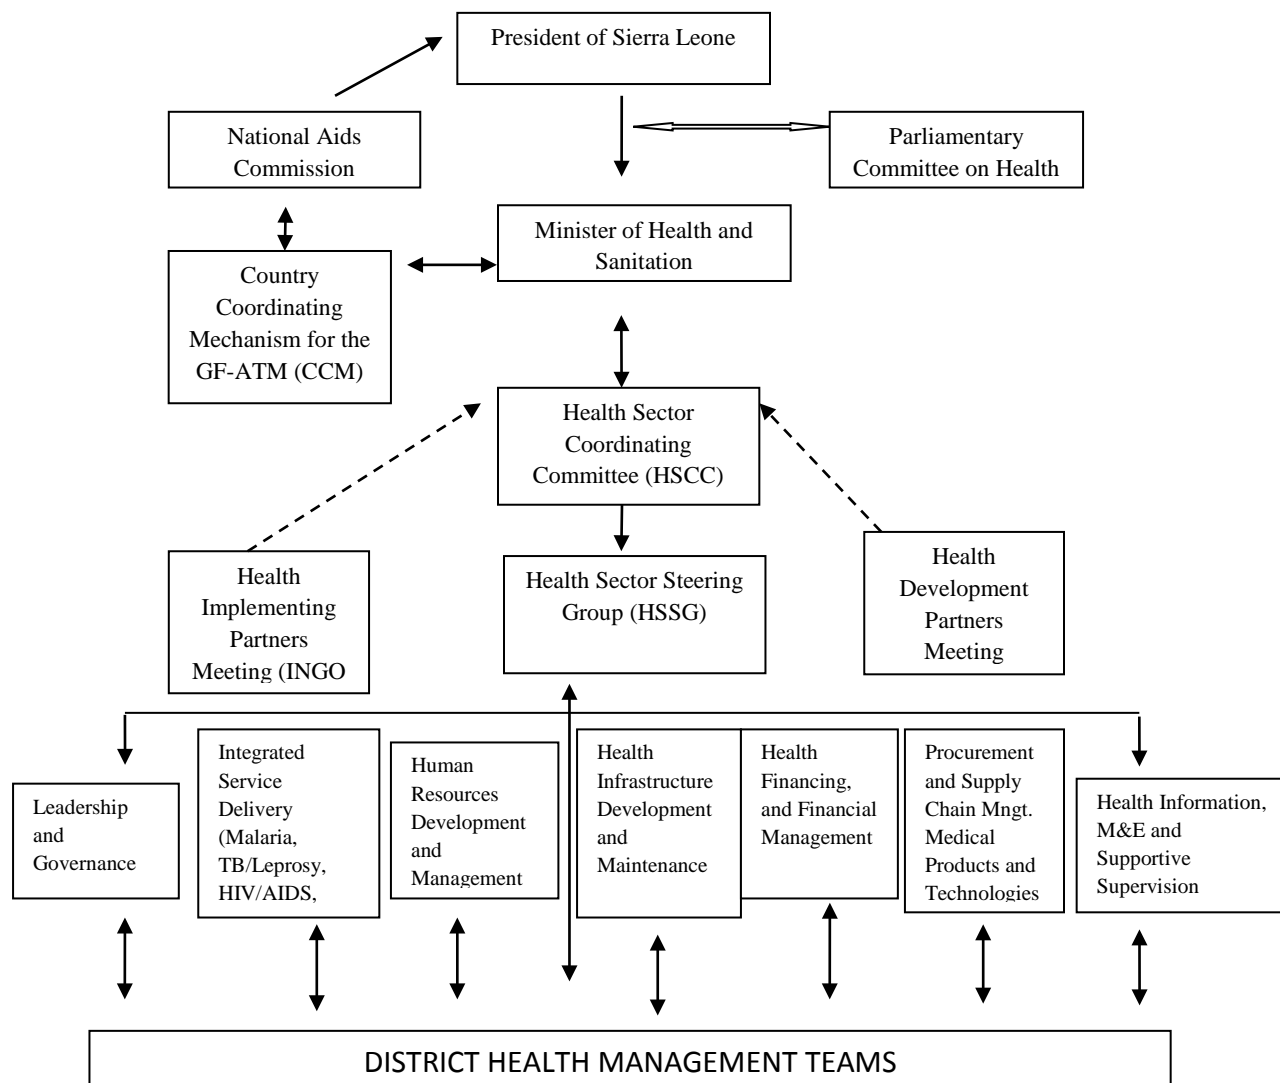 President of Sierra Leone
National Aids
Commission
Parliamentary
Committee on Health
Minister of Health and
Sanitation
Country
Coordinating
Mechanism for the
GF-ATM (CCM)
Health Sector
Coordinating
Committee (HSCC)
Health
Implementing
Partners
Meeting (INGO
Health Sector Steering
Group (HSSG)
Health
Development
Partners
Meeting
Leadership
and
Governance
Integrated
Service
Delivery
(Malaria,
TB/Leprosy,
HIV/AIDS,
Human
Resources
Development
and
Management
Health
Infrastructure
Development
and
Maintenance
Health
Financing,
and Financial
Management
Procurement
and Supply
Chain Mngt.
Medical
Products and
Technologies
Health Information,
M&E and
Supportive
Supervision
DISTRICT HEALTH MANAGEMENT TEAMS